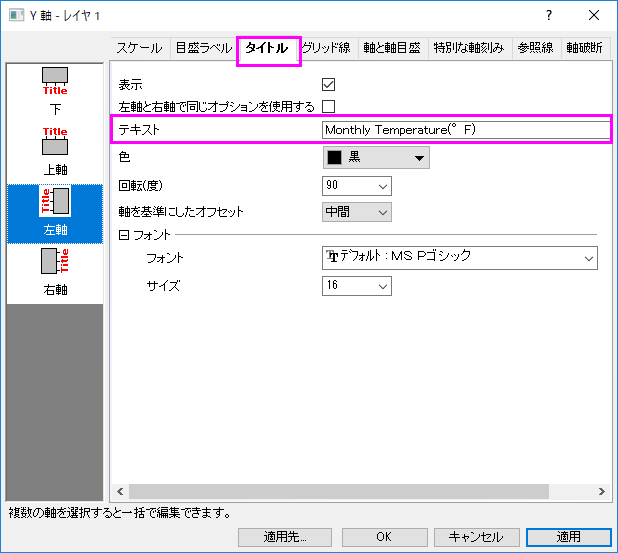 Y 軸 - レイヤ 1
スケール 目盛ラベル タイトル グリッド線 軸と軸目盛 特別な軸刻み 参照線 軸破断
Title
下
Title
上軸
Title
左軸
Title
右軸
表示
左軸と右軸で同じオプションを使用する
テキスト Monthly Temperature(°F)
色 黒
回転(度) 90
軸を基準にしたオフセット 中間
フォント
フォント デフォルト：MS Pゴシック
サイズ 16
複数の軸を選択すると一括で編集できます。
適用先... OK キャンセル 適用